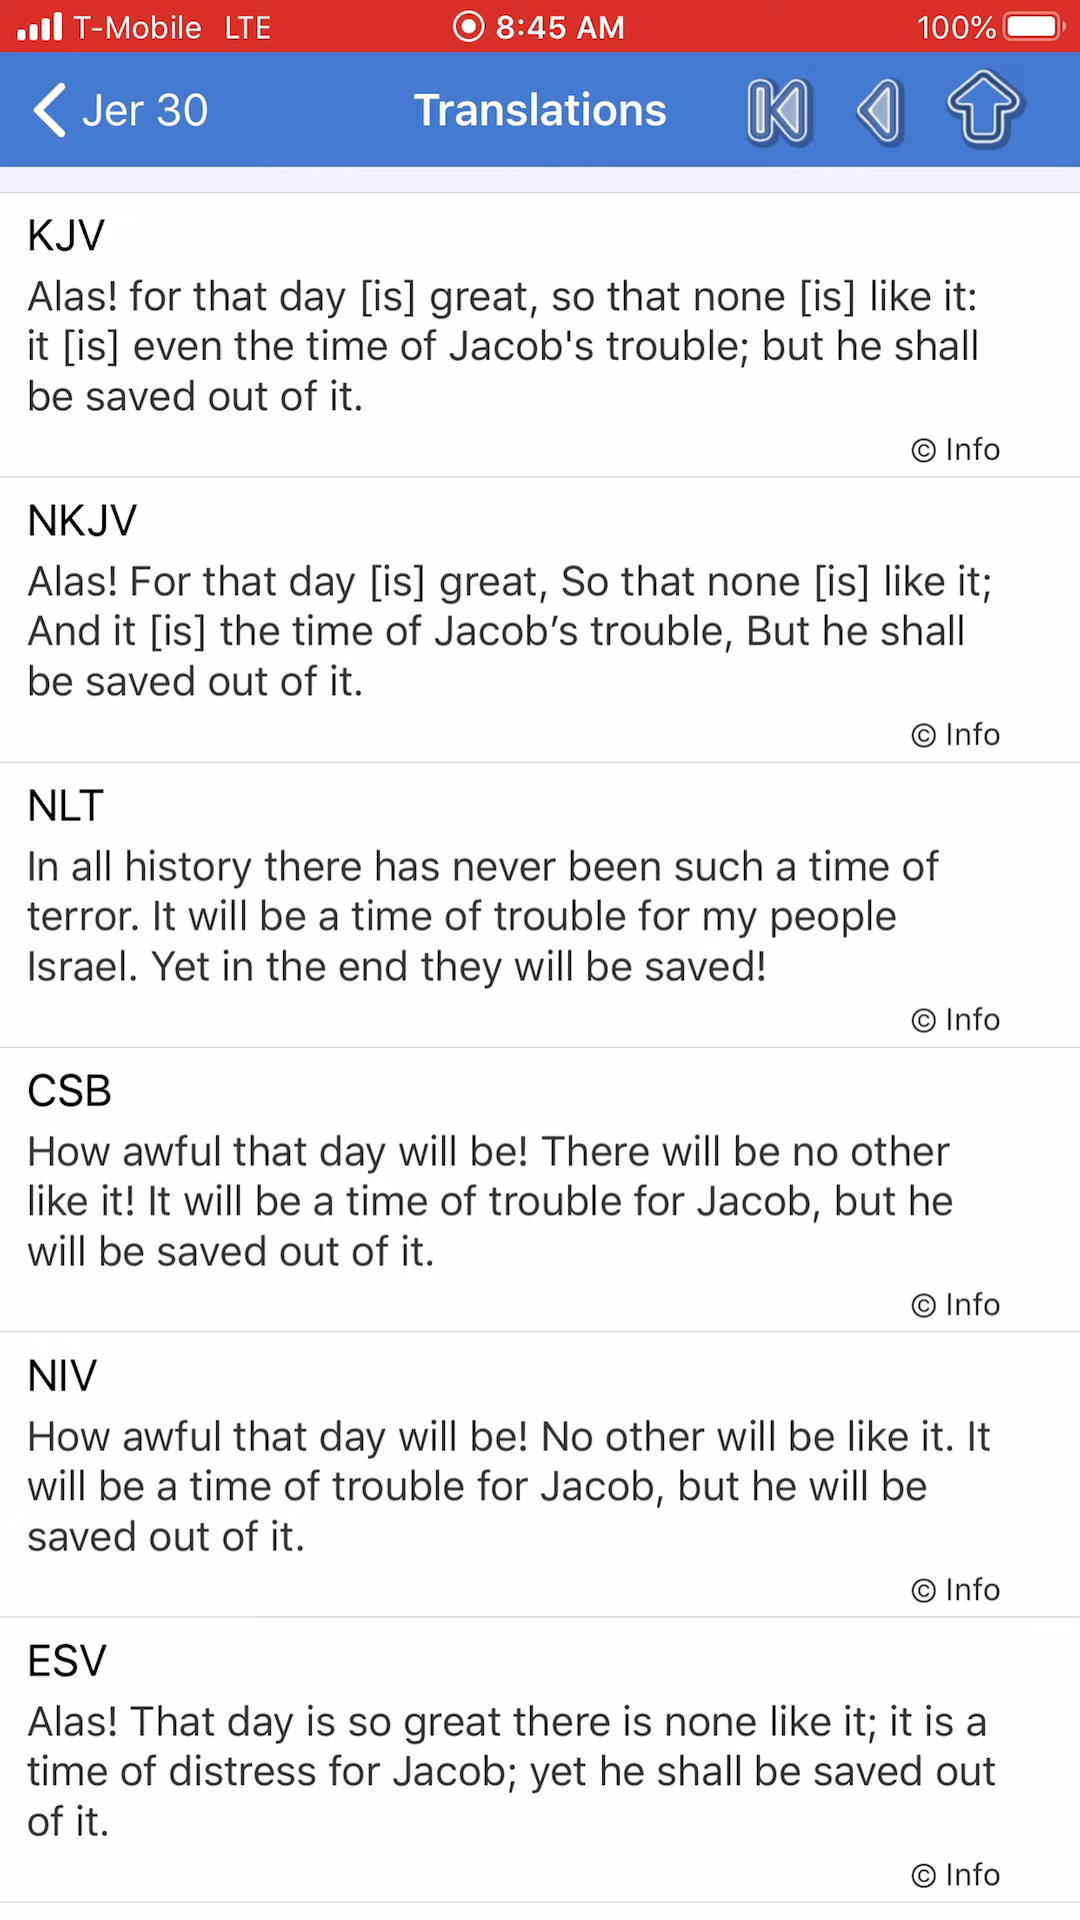 T-Mobile LTE 8:45 AM 100%
Jer 30 Translations
KJV
Alas! for that day [is] great, so that none [is] like it:
it [is] even the time of Jacob's trouble; but he shall
be saved out of it.
© Info
NKJV
Alas! For that day [is] great, So that none [is] like it;
And it [is] the time of Jacob’s trouble, But he shall
be saved out of it.
© Info
NLT
In all history there has never been such a time of
terror. It will be a time of trouble for my people
Israel. Yet in the end they will be saved!
© Info
CSB
How awful that day will be! There will be no other
like it! It will be a time of trouble for Jacob, but he
will be saved out of it.
© Info
NIV
How awful that day will be! No other will be like it. It
will be a time of trouble for Jacob, but he will be
saved out of it.
© Info
ESV
Alas! That day is so great there is none like it; it is a
time of distress for Jacob; yet he shall be saved out
of it.
© Info